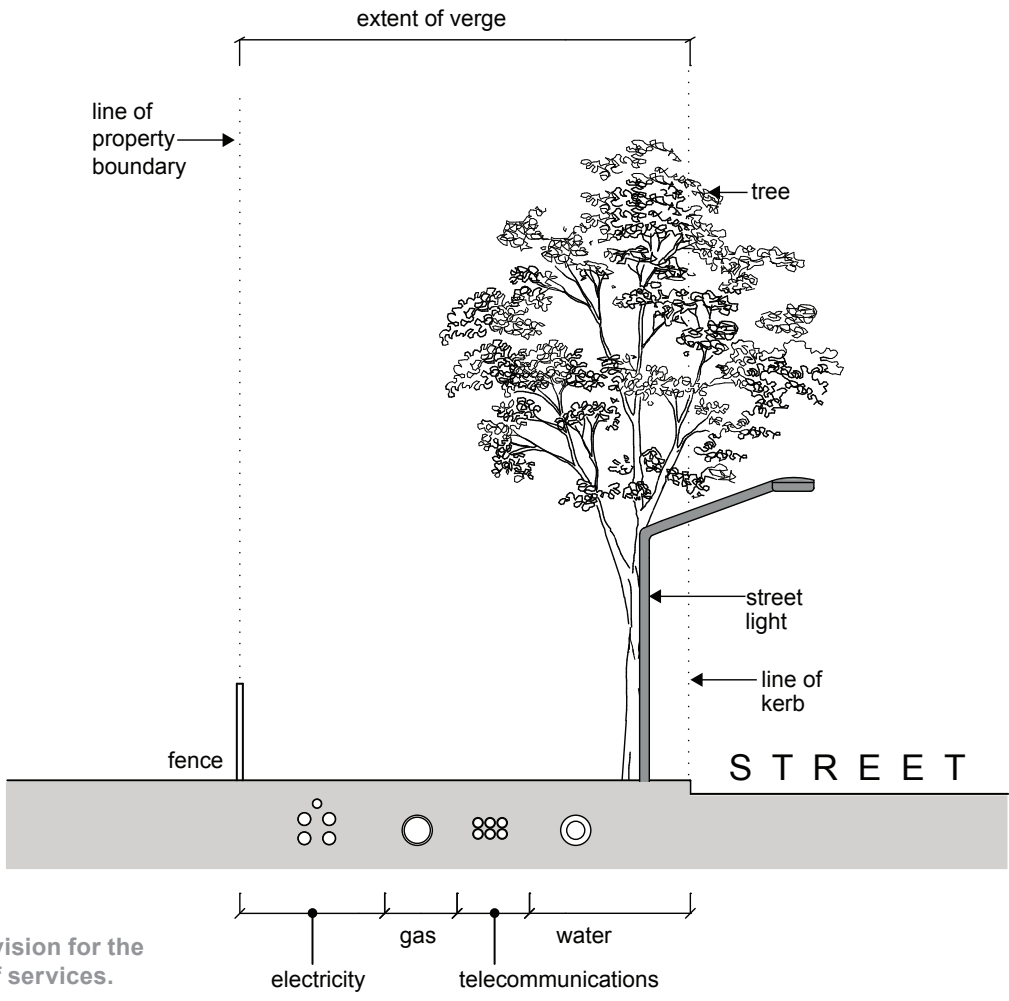 extent of verge
line of
property
boundary
tree
street
light
line of
kerb
fence
S T R E E T
gas
water
electricity
telecommunications
vision for the
f services.